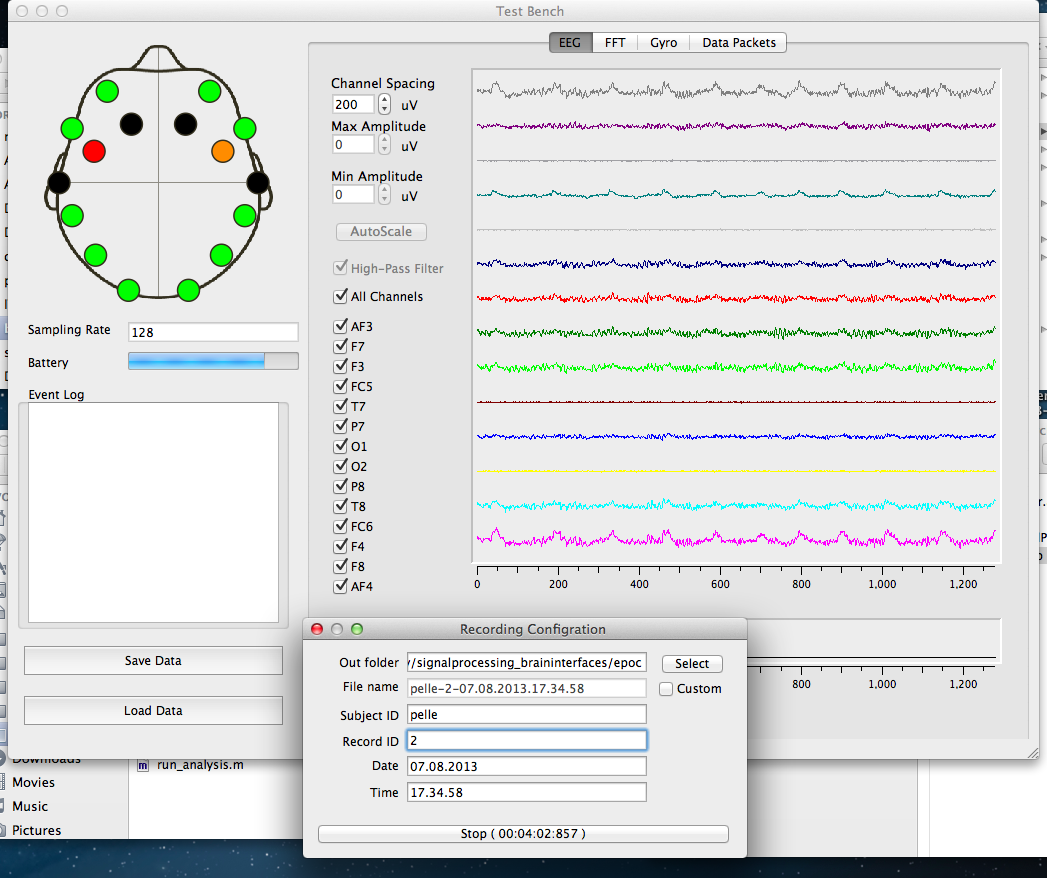 Test Bench
EEG FFT Gyro Data Packets
Channel Spacing
200 uV
Max Amplitude
0 uV
Min Amplitude
0 uV
AutoScale
High-Pass Filter
All Channels
AF3
F7
F3
FC5
T7
P7
O1
O2
P8
T8
FC6
F4
F8
AF4
Sampling Rate 128
Battery
Event Log
Save Data
Load Data
0 200 400 600 800 1,000 1,200
800 1,000 1,200
Recording Configration
Out folder /signalprocessing_braininterfaces/epoc Select
File name pelle-2-07.08.2013.17.34.58 Custom
Subject ID pelle
Record ID 2
Date 07.08.2013
Time 17.34.58
Stop ( 00:04:02:857 )
Downloads
Movies
Music
Pictures
run_analysis.m